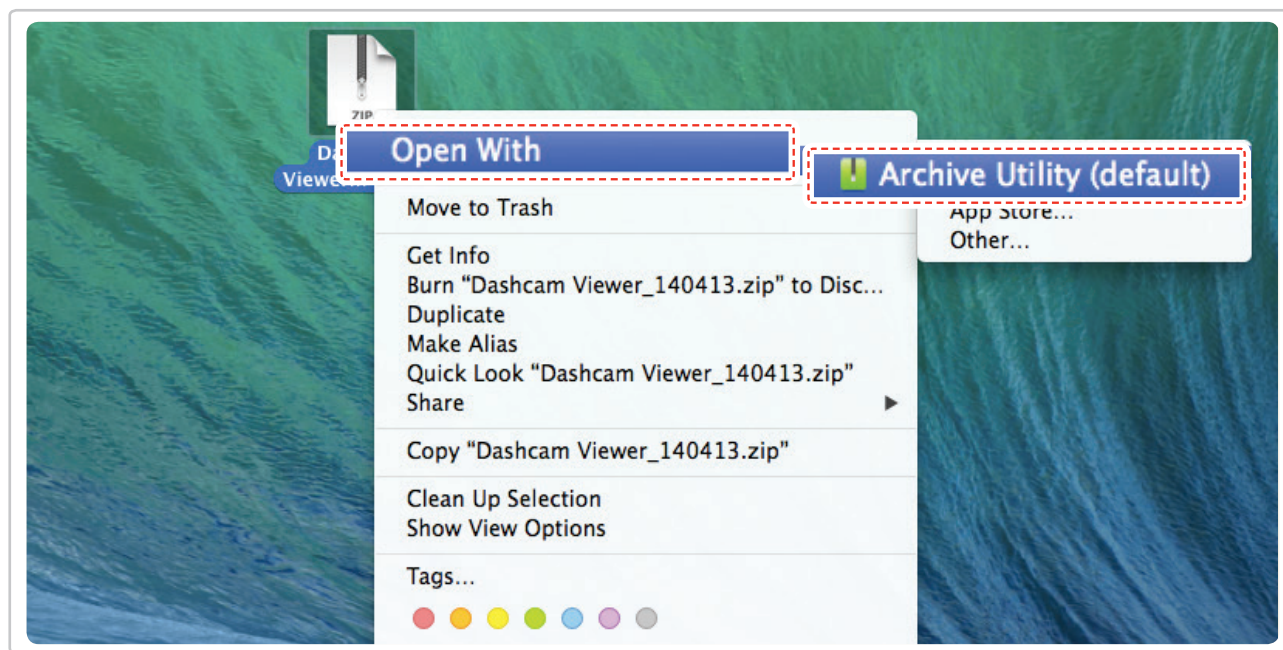 ZIP
Open With
Archive Utility (default)
App Store...
Other...
Move to Trash
Get Info
Burn “Dashcam Viewer_140413.zip” to Disc...
Duplicate
Make Alias
Quick Look “Dashcam Viewer_140413.zip”
Share
Copy “Dashcam Viewer_140413.zip”
Clean Up Selection
Show View Options
Tags...